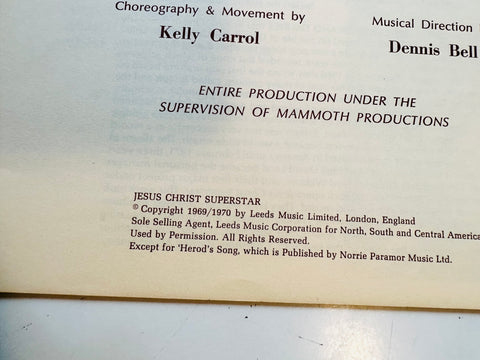 Choreography & Movement by
Musical Direction
Kelly Carrol
Dennis Bell
ENTIRE PRODUCTION UNDER THE
SUPERVISION OF MAMMOTH PRODUCTIONS
JESUS CHRIST SUPERSTAR
© Copyright 1969/1970 by Leeds Music Limited, London, England
Sole Selling Agent, Leeds Music Corporation for North, South and Central America
Used by Permission. All Rights Reserved.
Except for 'Herod's Song, which is Published by Norrie Paramor Music Ltd.